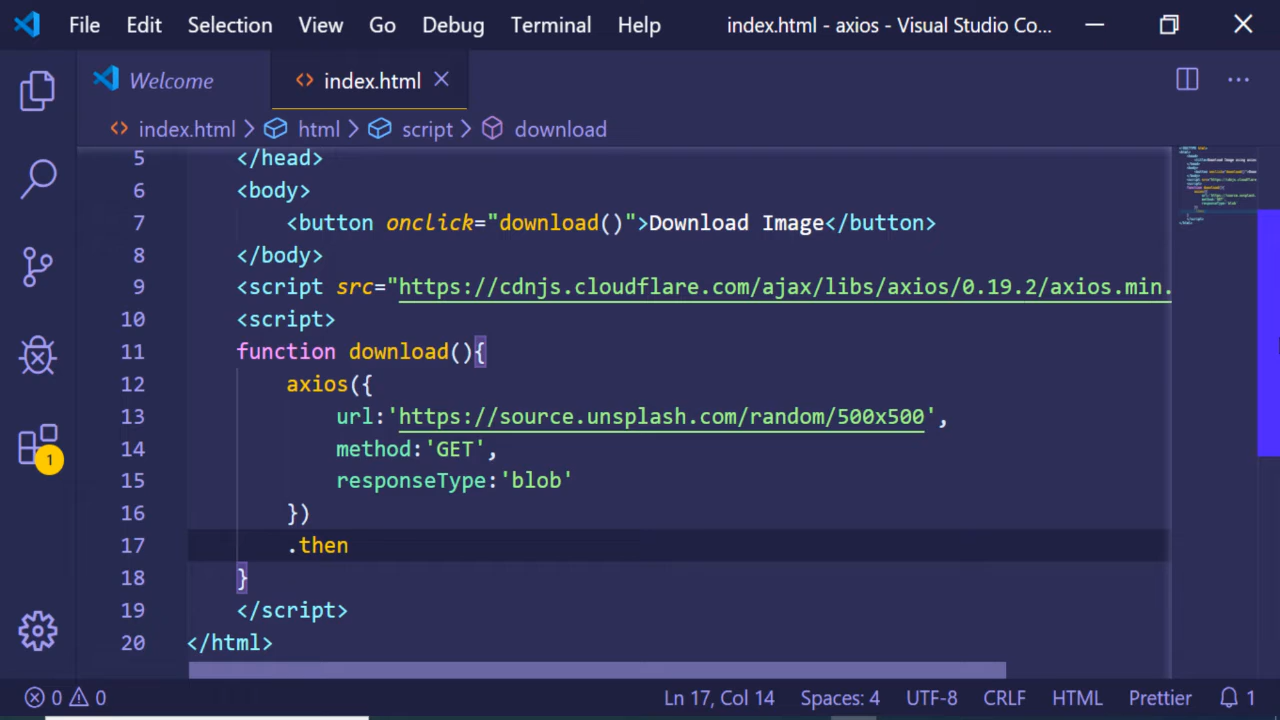 File Edit Selection View Go Debug Terminal Help index.html - axios - Visual Studio Co...
Welcome index.html
index.html > html > script > download
5 </head>
6 <body>
7 <button onclick="download()">Download Image</button>
8 </body>
9 <script src="https://cdnjs.cloudflare.com/ajax/libs/axios/0.19.2/axios.min.
10 <script>
11 function download(){
12 axios({
13 url:'https://source.unsplash.com/random/500x500',
14 method:'GET',
15 responseType:'blob'
16 })
17 .then
18 }
19 </script>
20 </html>
1
0 0 Ln 17, Col 14 Spaces: 4 UTF-8 CRLF HTML Prettier 1